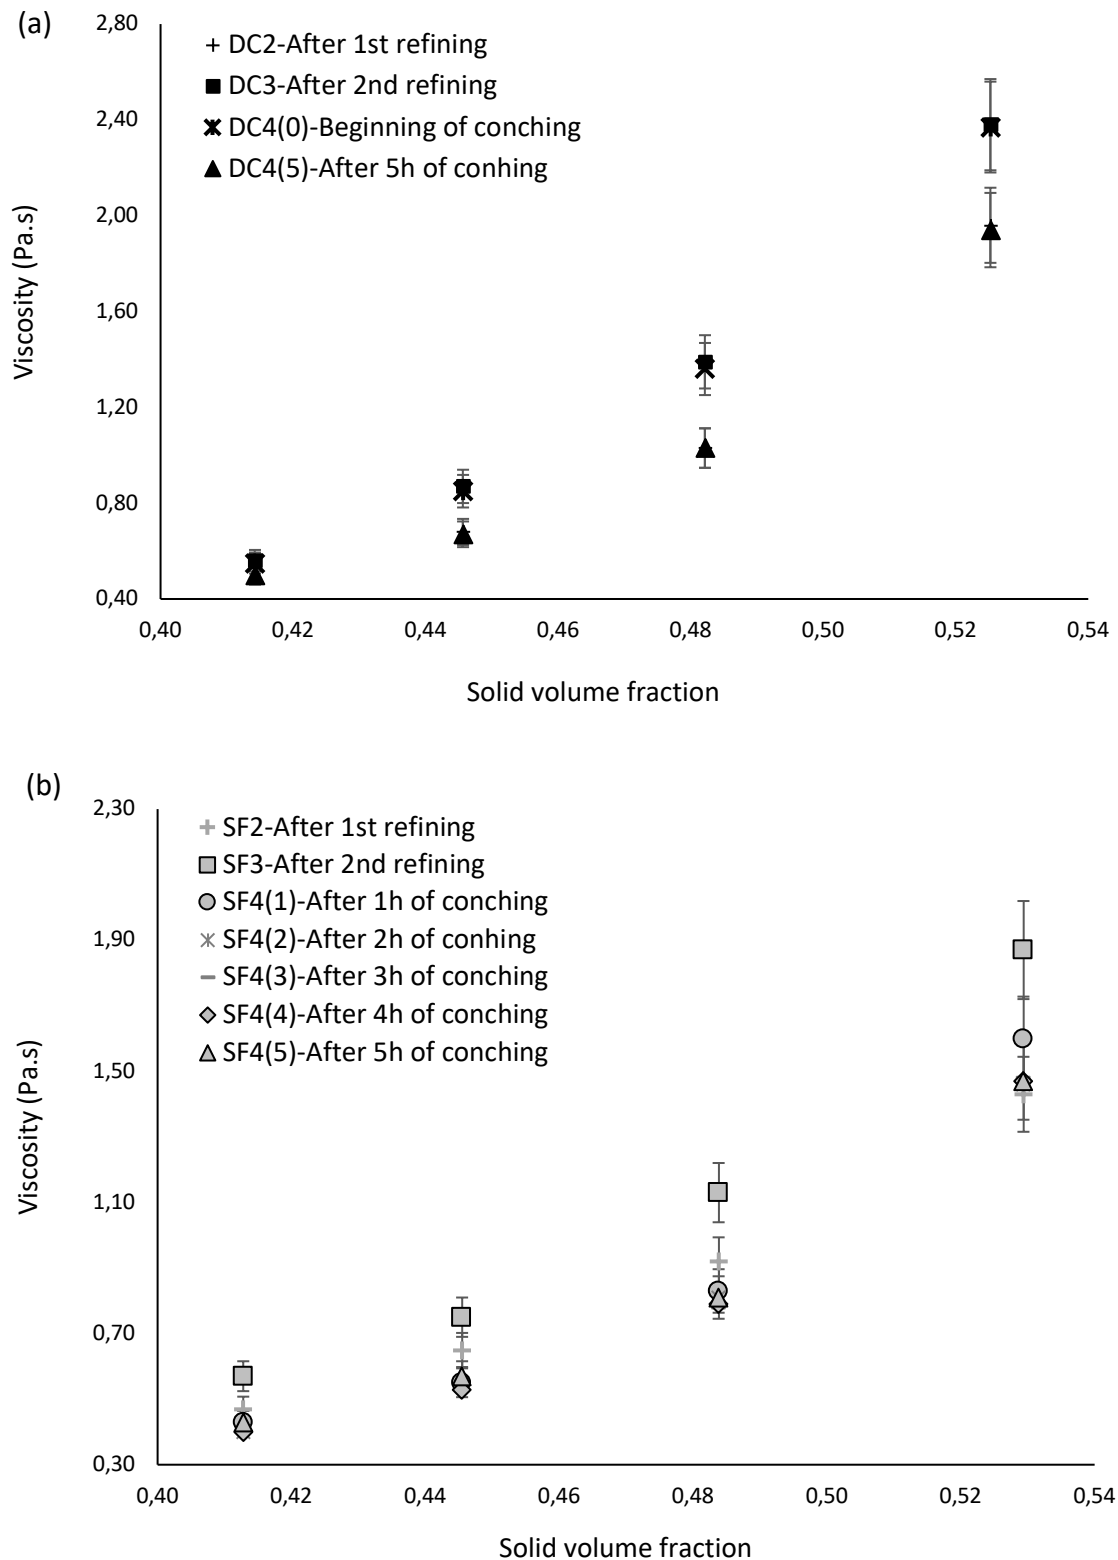 (a)
2,80
2,40
2,00
1,60
1,20
0,80
0,40
Viscosity (Pa.s)
DC2-After 1st refining
DC3-After 2nd refining
DC4(0)-Beginning of conching
DC4(5)-After 5h of conhing
0,40 0,42 0,44 0,46 0,48 0,50 0,52 0,54
Solid volume fraction
(b)
2,30
1,90
1,50
1,10
0,70
0,30
Viscosity (Pa.s)
SF2-After 1st refining
SF3-After 2nd refining
SF4(1)-After 1h of conching
SF4(2)-After 2h of conhing
SF4(3)-After 3h of conching
SF4(4)-After 4h of conching
SF4(5)-After 5h of conching
0,40 0,42 0,44 0,46 0,48 0,50 0,52 0,54
Solid volume fraction